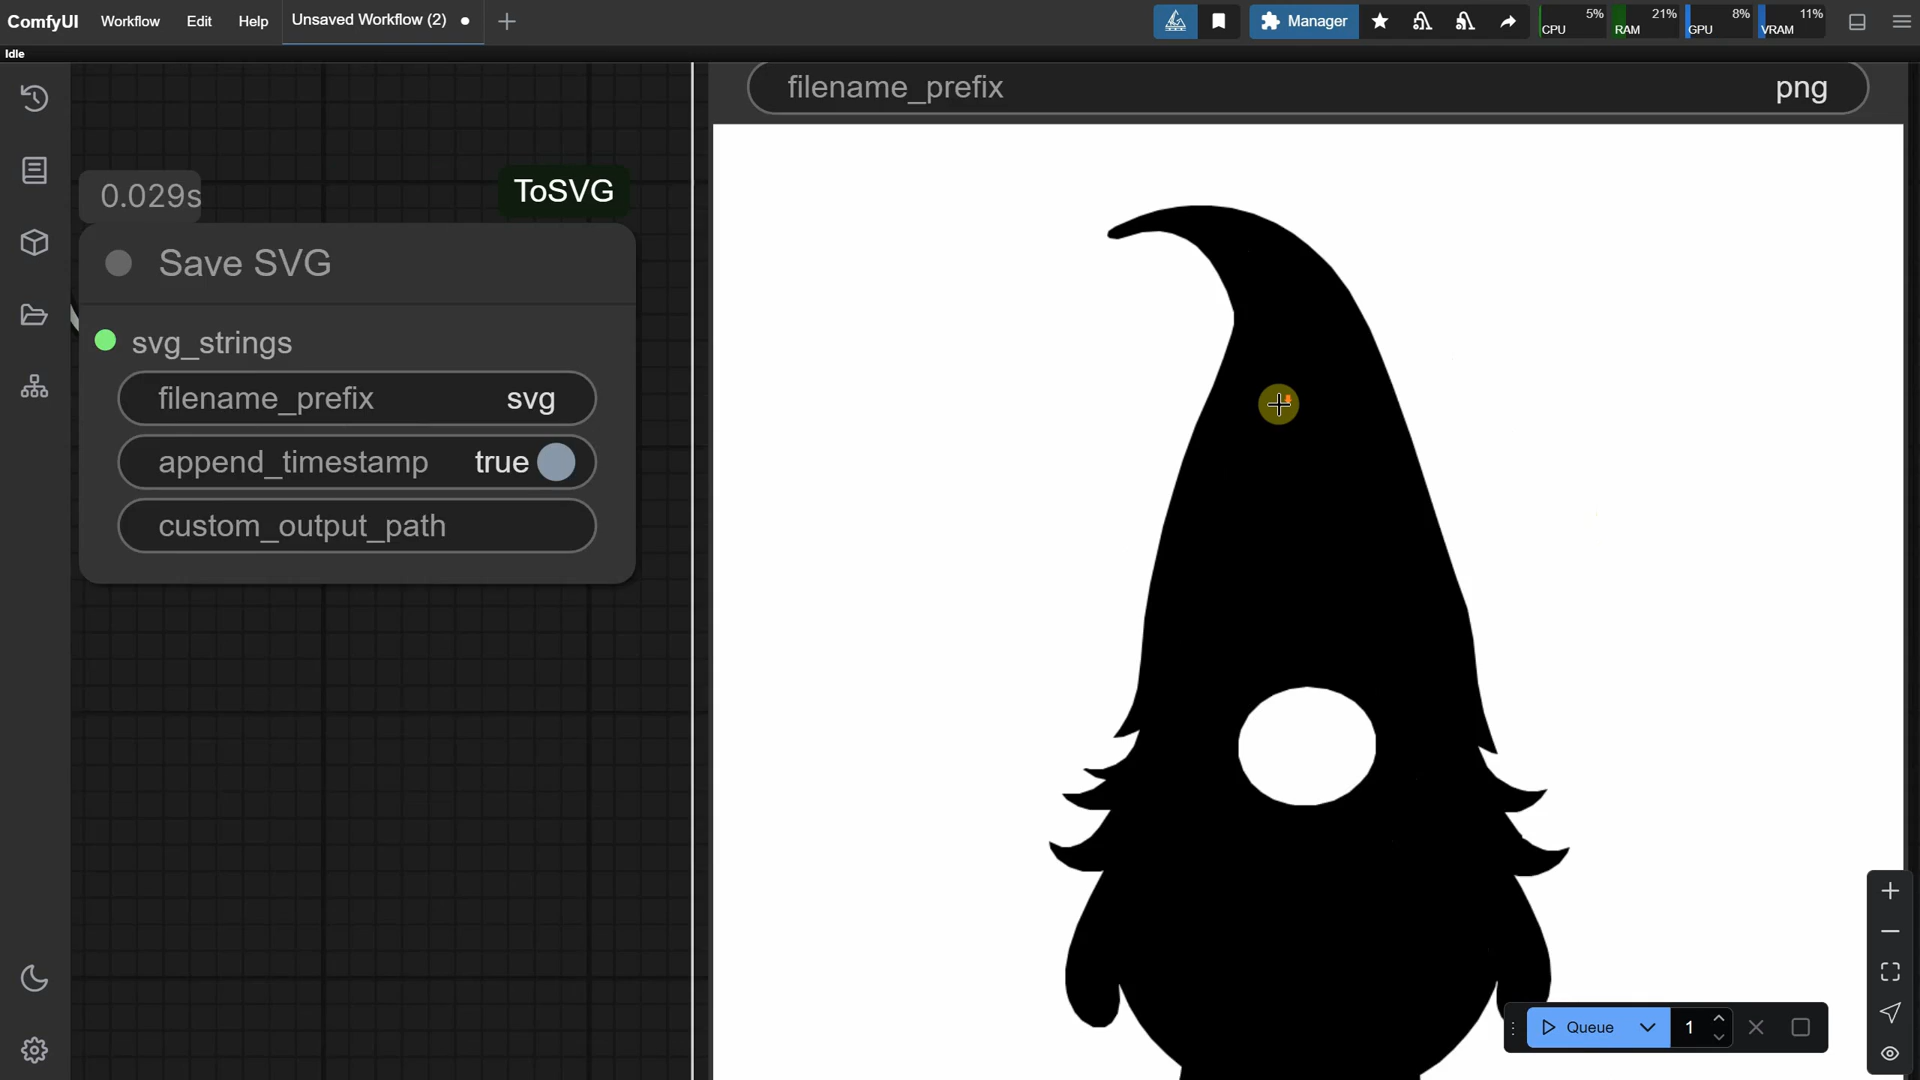 ComfyUI Workflow Edit Help Unsaved Workflow (2)
Manager
CPU 5% RAM 21% GPU 8% VRAM 11%
Idle
filename_prefix png
0.029s
ToSVG
Save SVG
svg_strings
filename_prefix svg
append_timestamp true
custom_output_path
Queue 1